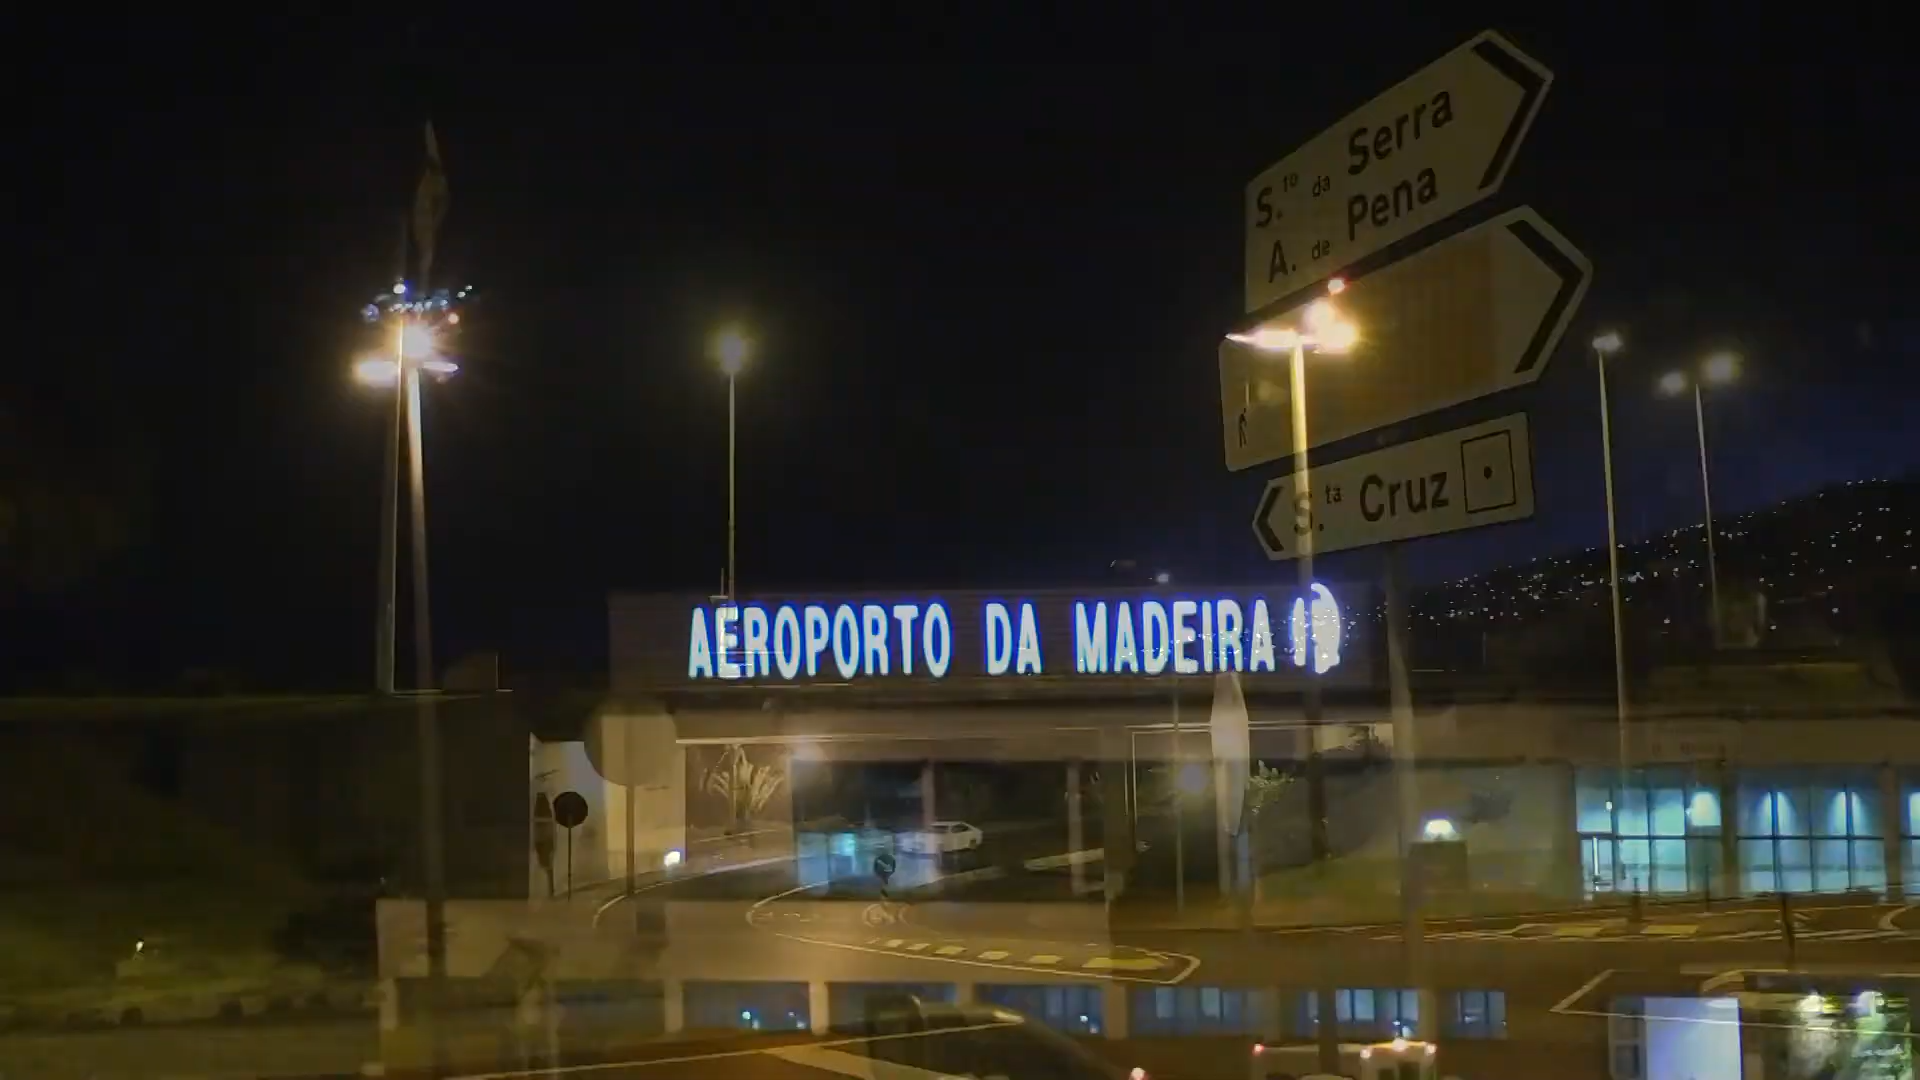 S.to da Serra
A. de Pena
S.ta Cruz
AEROPORTO DA MADEIRA